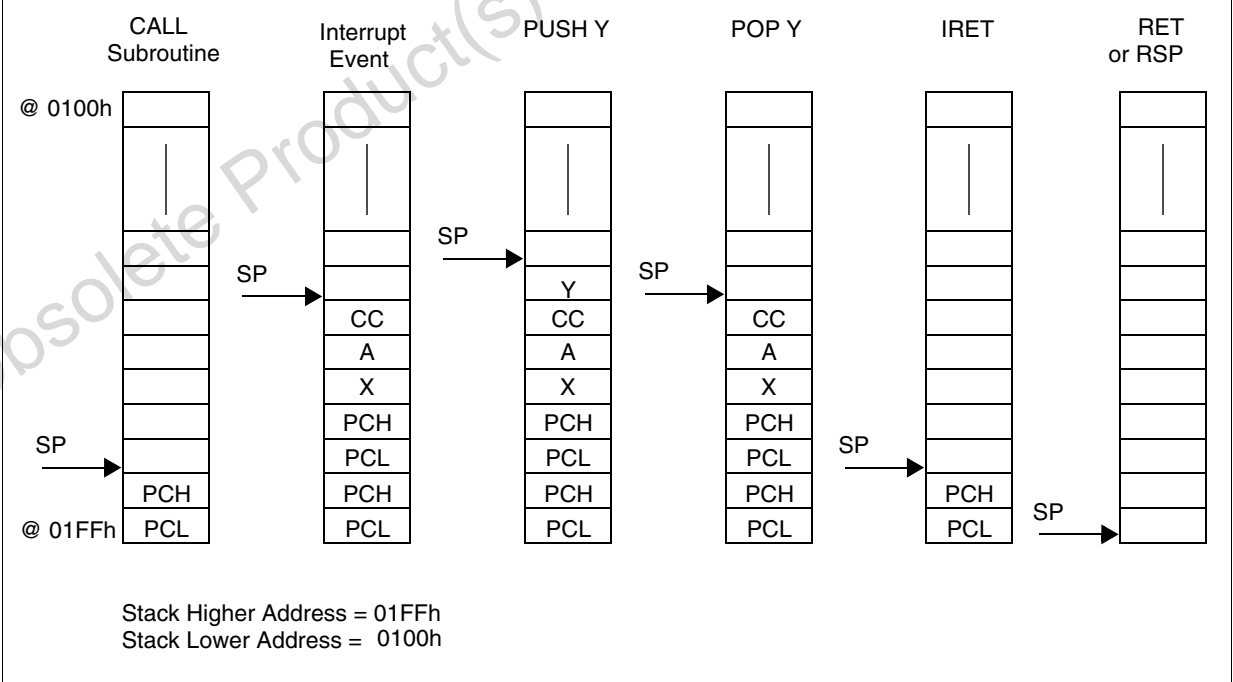 CALL
Subroutine
Interrupt
Event
PUSH Y
POP Y
IRET
RET
or RSP
@ 0100h
SP
PCH
@ 01FFh PCL
SP
CC
A
X
PCH
PCL
PCH
PCL
SP
Y
CC
A
X
PCH
PCL
PCH
PCL
SP
CC
A
X
PCH
PCL
PCH
PCL
SP
PCH
PCL
SP
Stack Higher Address = 01FFh
Stack Lower Address = 0100h
obsolete Product(s)